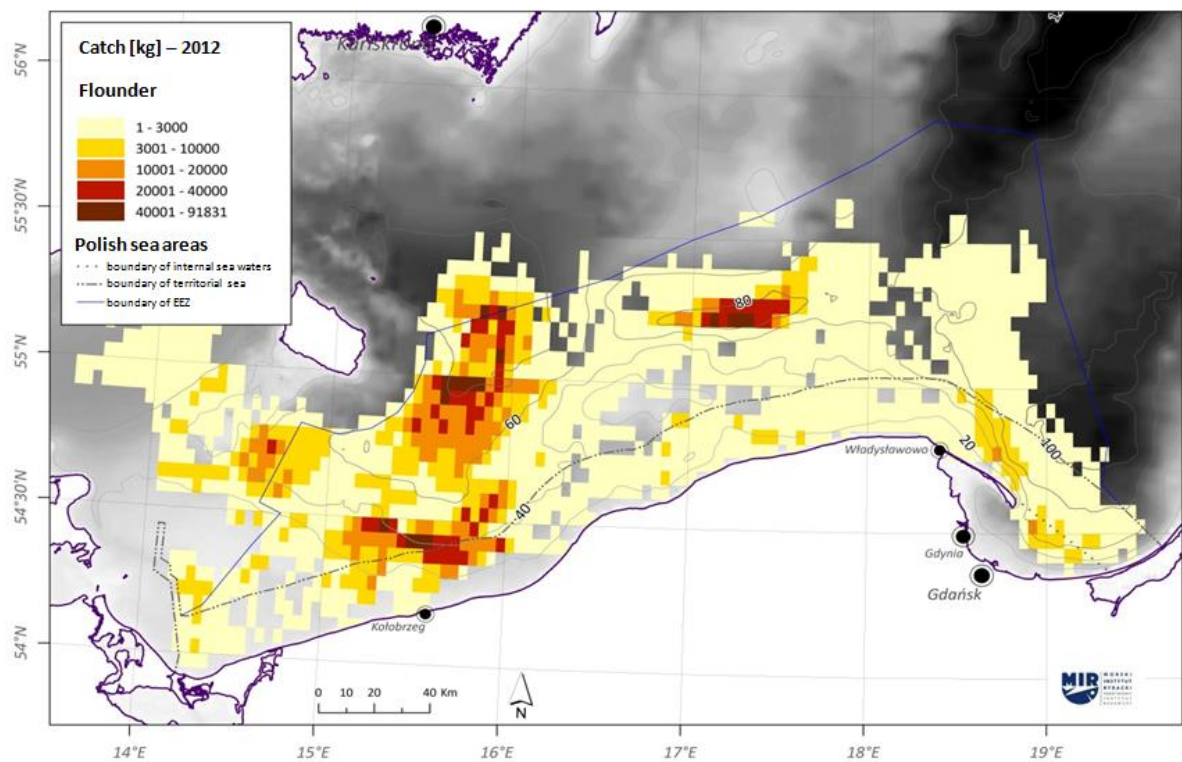 Catch [kg] – 2012
Flounder
1 - 3000
3001 - 10000
10001 - 20000
20001 - 40000
40001 - 91831
Polish sea areas
boundary of internal sea waters
boundary of territorial sea
boundary of EEZ
56°N
55°30'N
55°N
54°30'N
54°N
80
60
40
20
100
Władysławowo
Gdynia
Gdańsk
Kołobrzeg
0 10 20 40 Km
N
MIR
MORSKI
INSTYTUT
RYBACKI
14°E 15°E 16°E 17°E 18°E 19°E